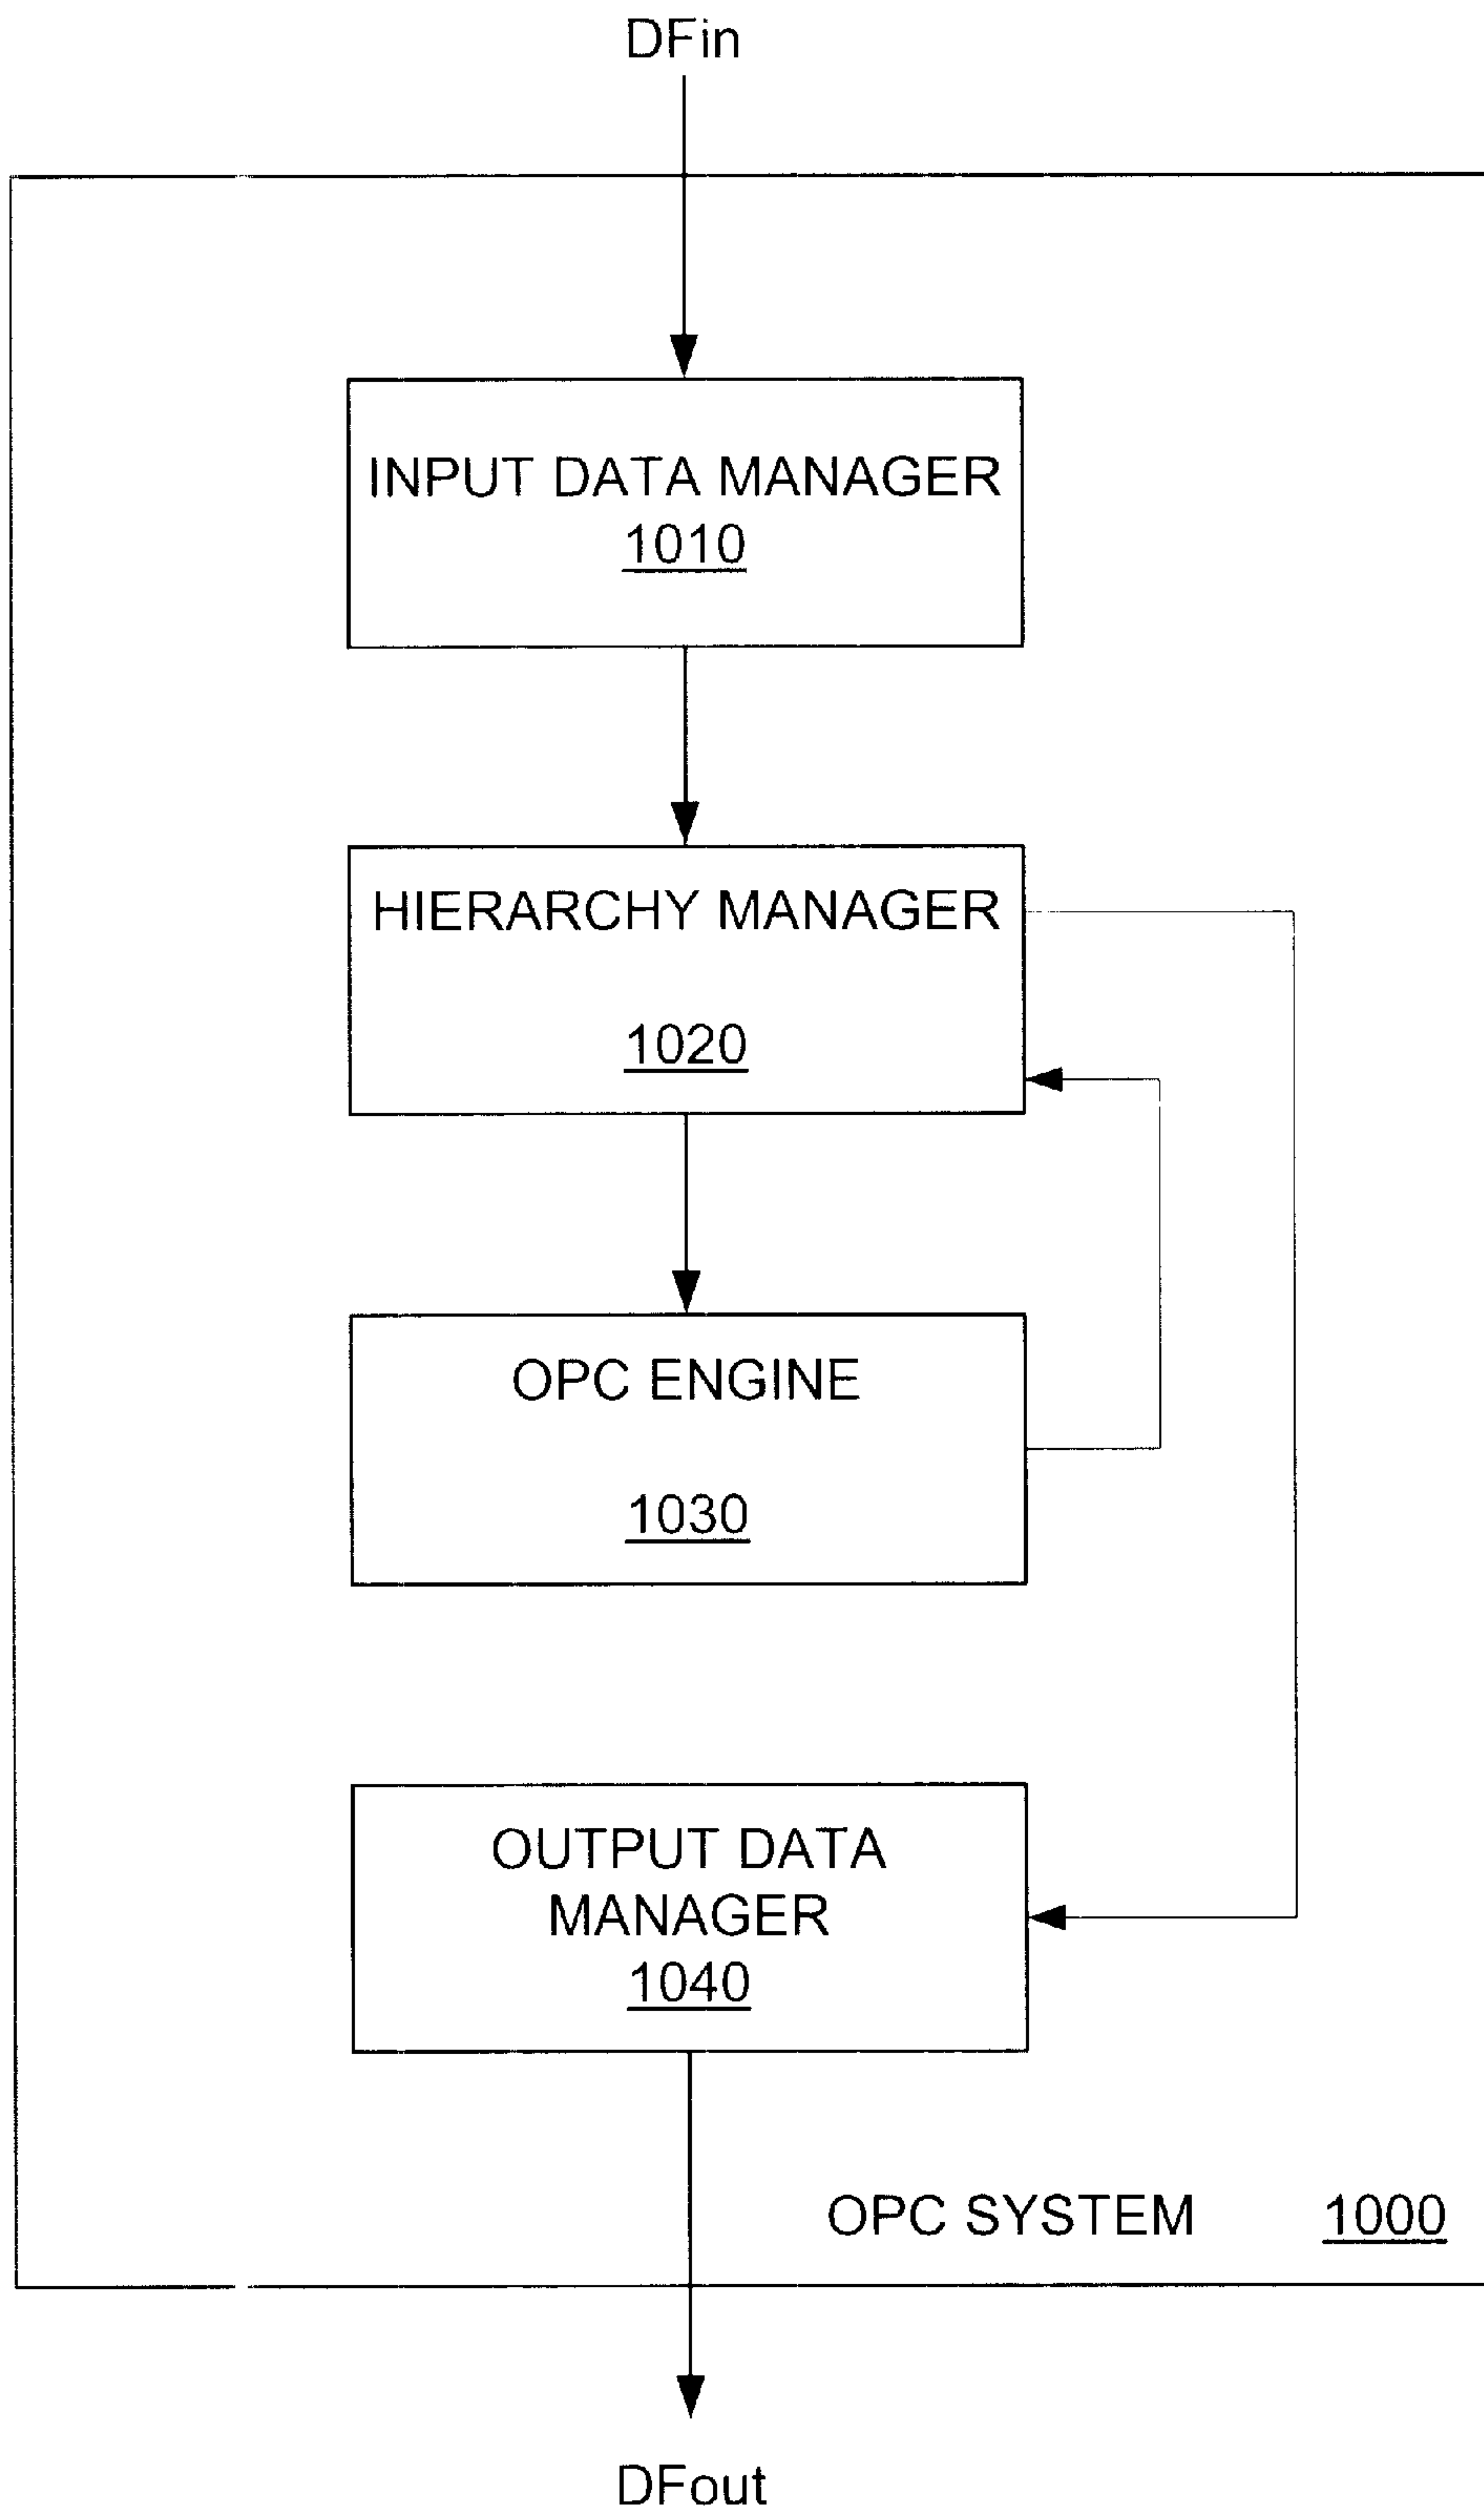 DFin
INPUT DATA MANAGER
1010
HIERARCHY MANAGER
1020
OPC ENGINE
1030
OUTPUT DATA
MANAGER
1040
OPC SYSTEM 1000
DFout